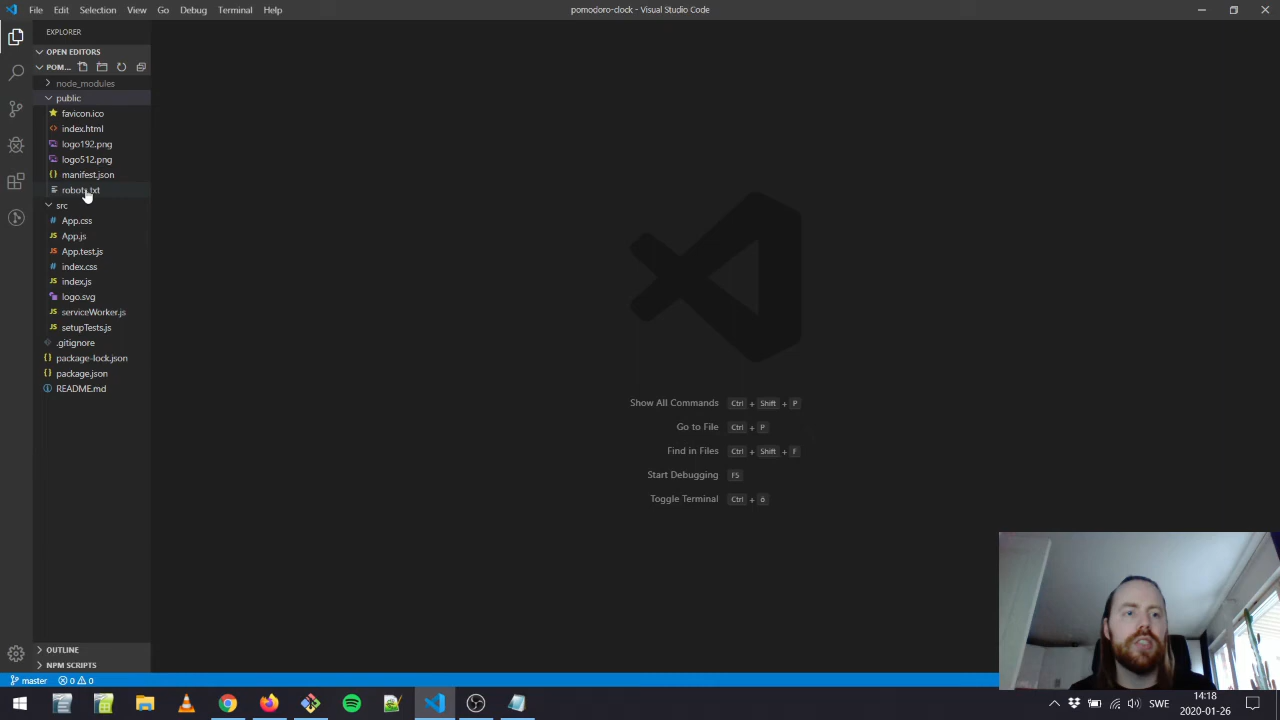 File Edit Selection View Go Debug Terminal Help
pomodoro-clock - Visual Studio Code
EXPLORER
OPEN EDITORS
POM...
node_modules
public
favicon.ico
index.html
logo192.png
logo512.png
manifest.json
robots.txt
src
App.css
App.js
App.test.js
index.css
index.js
logo.svg
serviceWorker.js
setupTests.js
.gitignore
package-lock.json
package.json
README.md
Show All Commands Ctrl + Shift + P
Go to File Ctrl + P
Find in Files Ctrl + Shift + F
Start Debugging F5
Toggle Terminal Ctrl + ö
OUTLINE
NPM SCRIPTS
master 0 0
SWE
14:18
2020-01-26